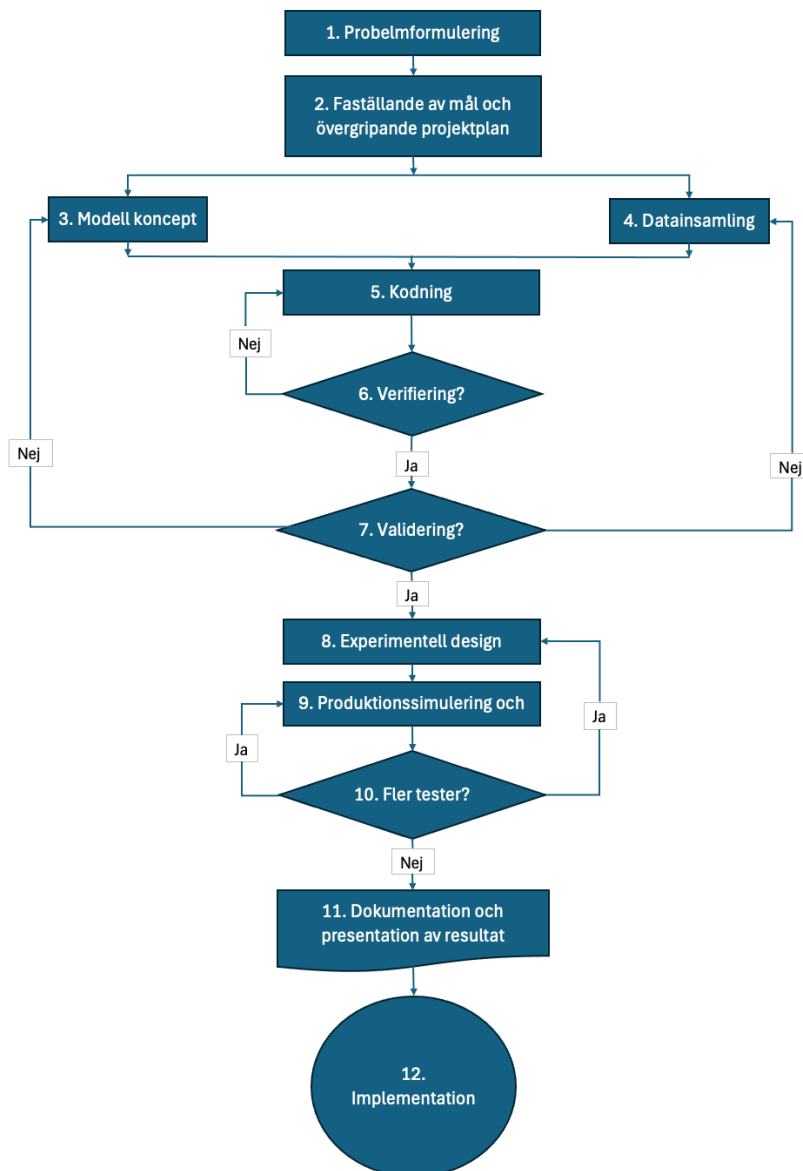 1. Probelmformulering
2. Faställande av mål och
övergripande projektplan
3. Modell koncept
4. Datainsamling
5. Kodning
Nej
6. Verifiering?
Nej
Ja
Nej
7. Validering?
Ja
8. Experimentell design
9. Produktionssimulering och
Ja
Ja
10. Fler tester?
Nej
11. Dokumentation och
presentation av resultat
12.
Implementation